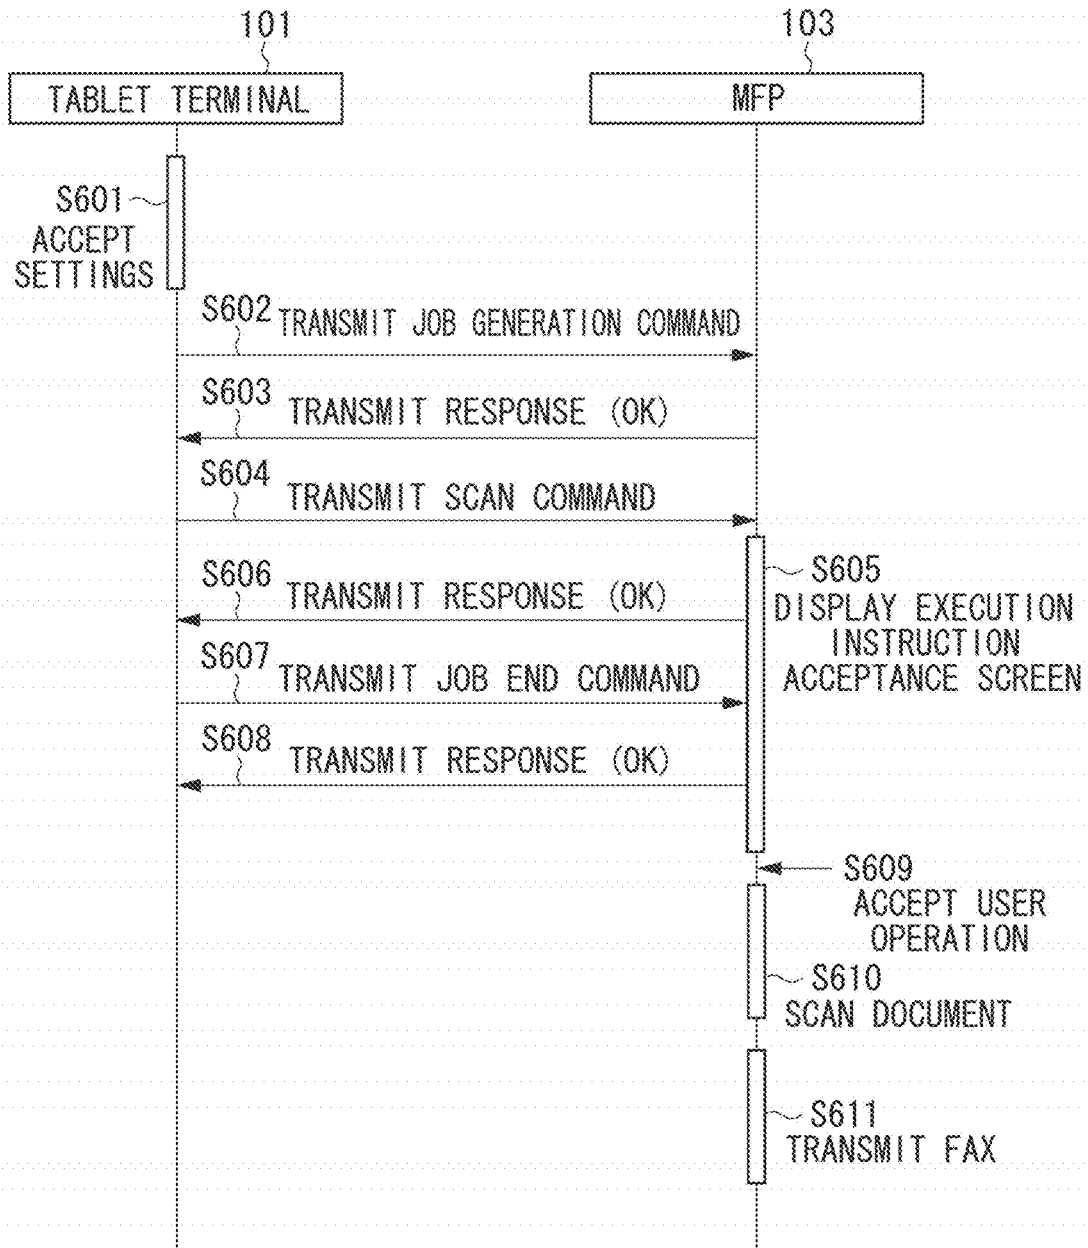 101
103
TABLET TERMINAL
MFP
S601
ACCEPT
SETTINGS
S602
TRANSMIT JOB GENERATION COMMAND
S603
TRANSMIT RESPONSE (OK)
S604
TRANSMIT SCAN COMMAND
S605
DISPLAY EXECUTION
INSTRUCTION
ACCEPTANCE SCREEN
S606
TRANSMIT RESPONSE (OK)
S607
TRANSMIT JOB END COMMAND
S608
TRANSMIT RESPONSE (OK)
S609
ACCEPT USER
OPERATION
S610
SCAN DOCUMENT
S611
TRANSMIT FAX